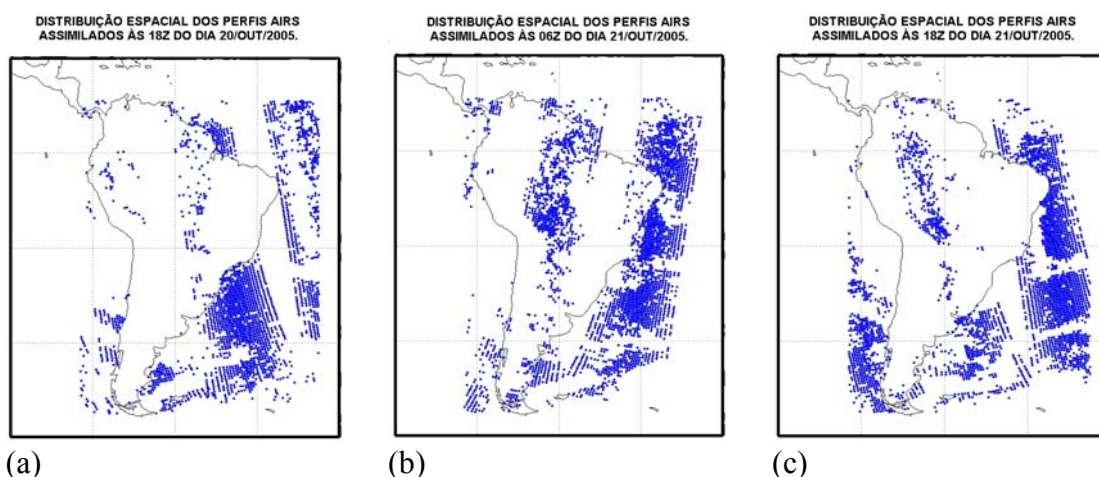 DISTRIBUIÇÃO ESPACIAL DOS PERFIS AIRS
ASSIMILADOS ÀS 18Z DO DIA 20/OUT/2005.
DISTRIBUIÇÃO ESPACIAL DOS PERFIS AIRS
ASSIMILADOS ÀS 06Z DO DIA 21/OUT/2005.
DISTRIBUIÇÃO ESPACIAL DOS PERFIS AIRS
ASSIMILADOS ÀS 18Z DO DIA 21/OUT/2005.
(a)
(b)
(c)